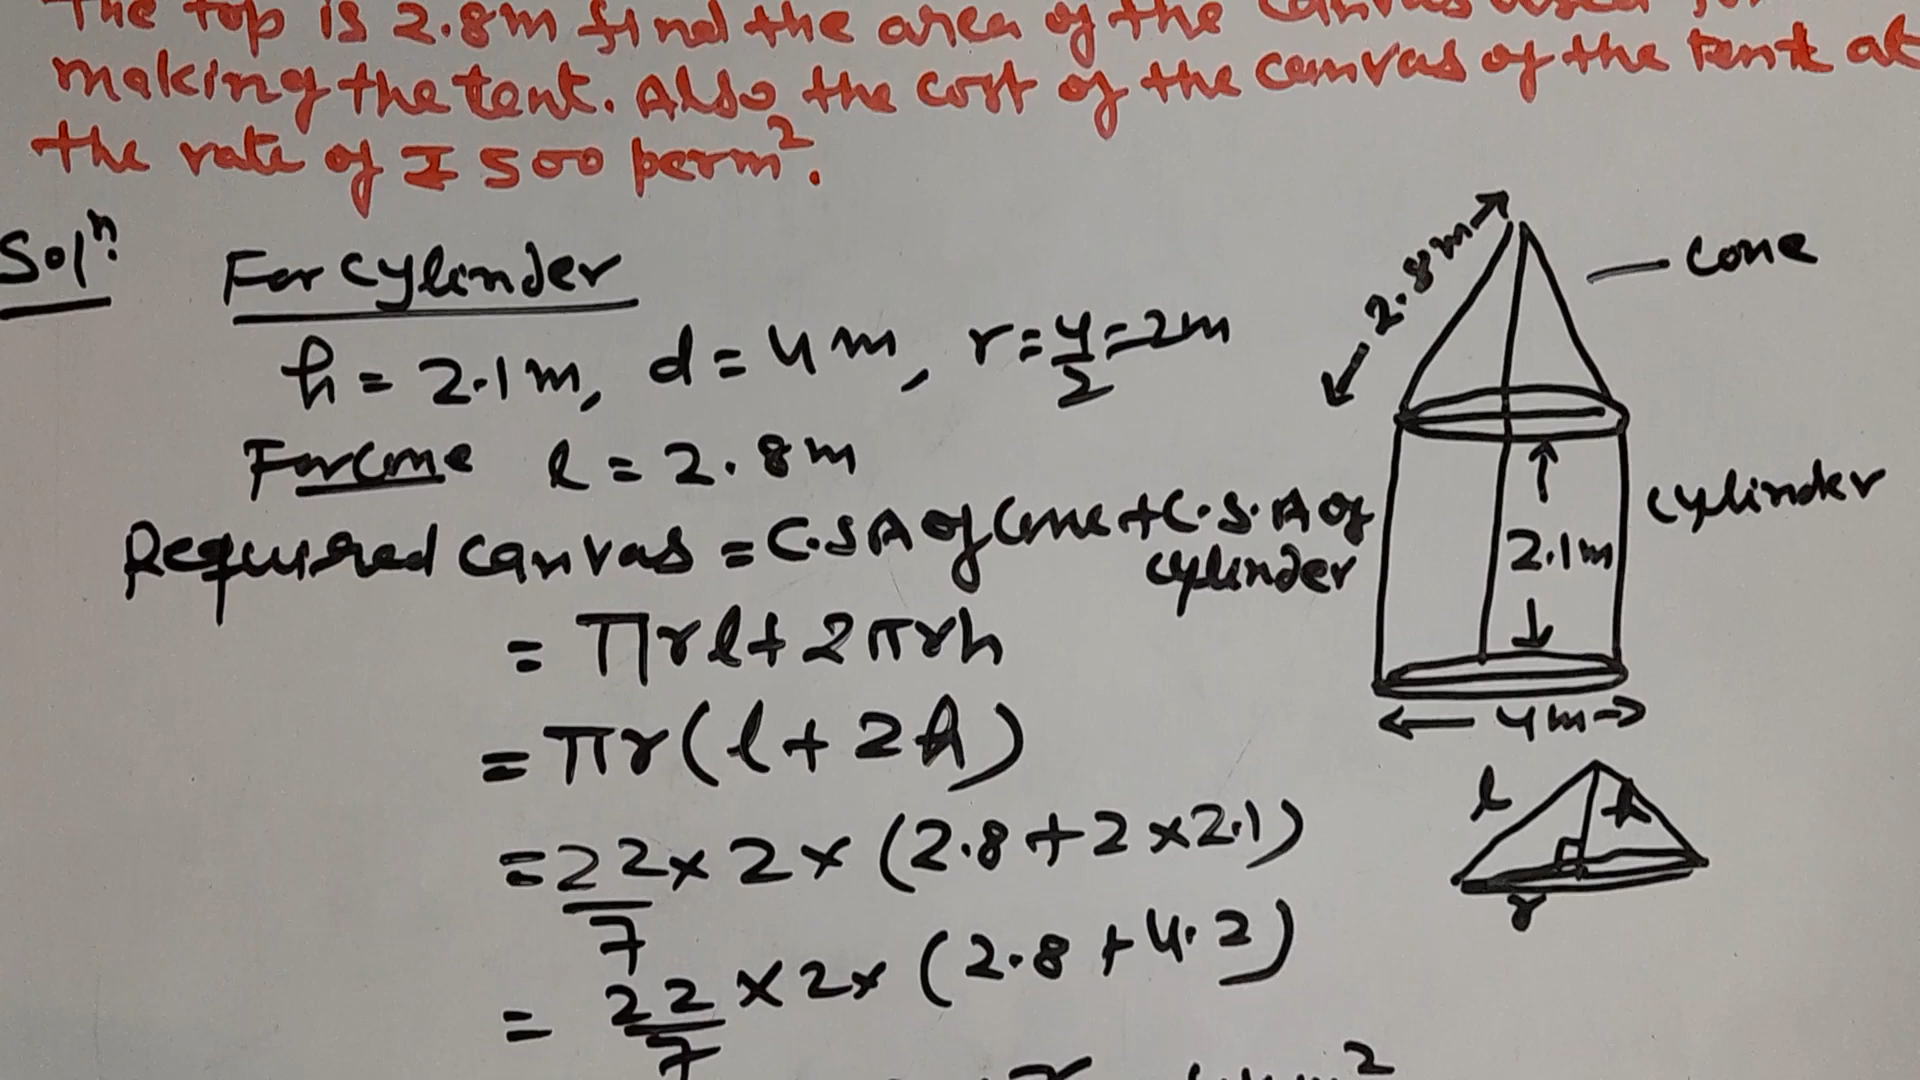 The top is 2.8m find the area of the
making the tent. Also the cost of the canvas of the tent at
the rate of ₹ 500 per m².
Solⁿ:
For cylinder
h = 2.1m, d = 4m, r = 4/2 = 2m
For cone l = 2.8m
Required canvas = C.S.A of Cone + C.S.A of
cylinder
= πrl + 2πrh
= πr(l + 2h)
= 22/7 × 2 × (2.8 + 2 × 2.1)
= 22/7 × 2 × (2.8 + 4.2)
2.8m
cone
cylinder
2.1m
4m
l
h
r